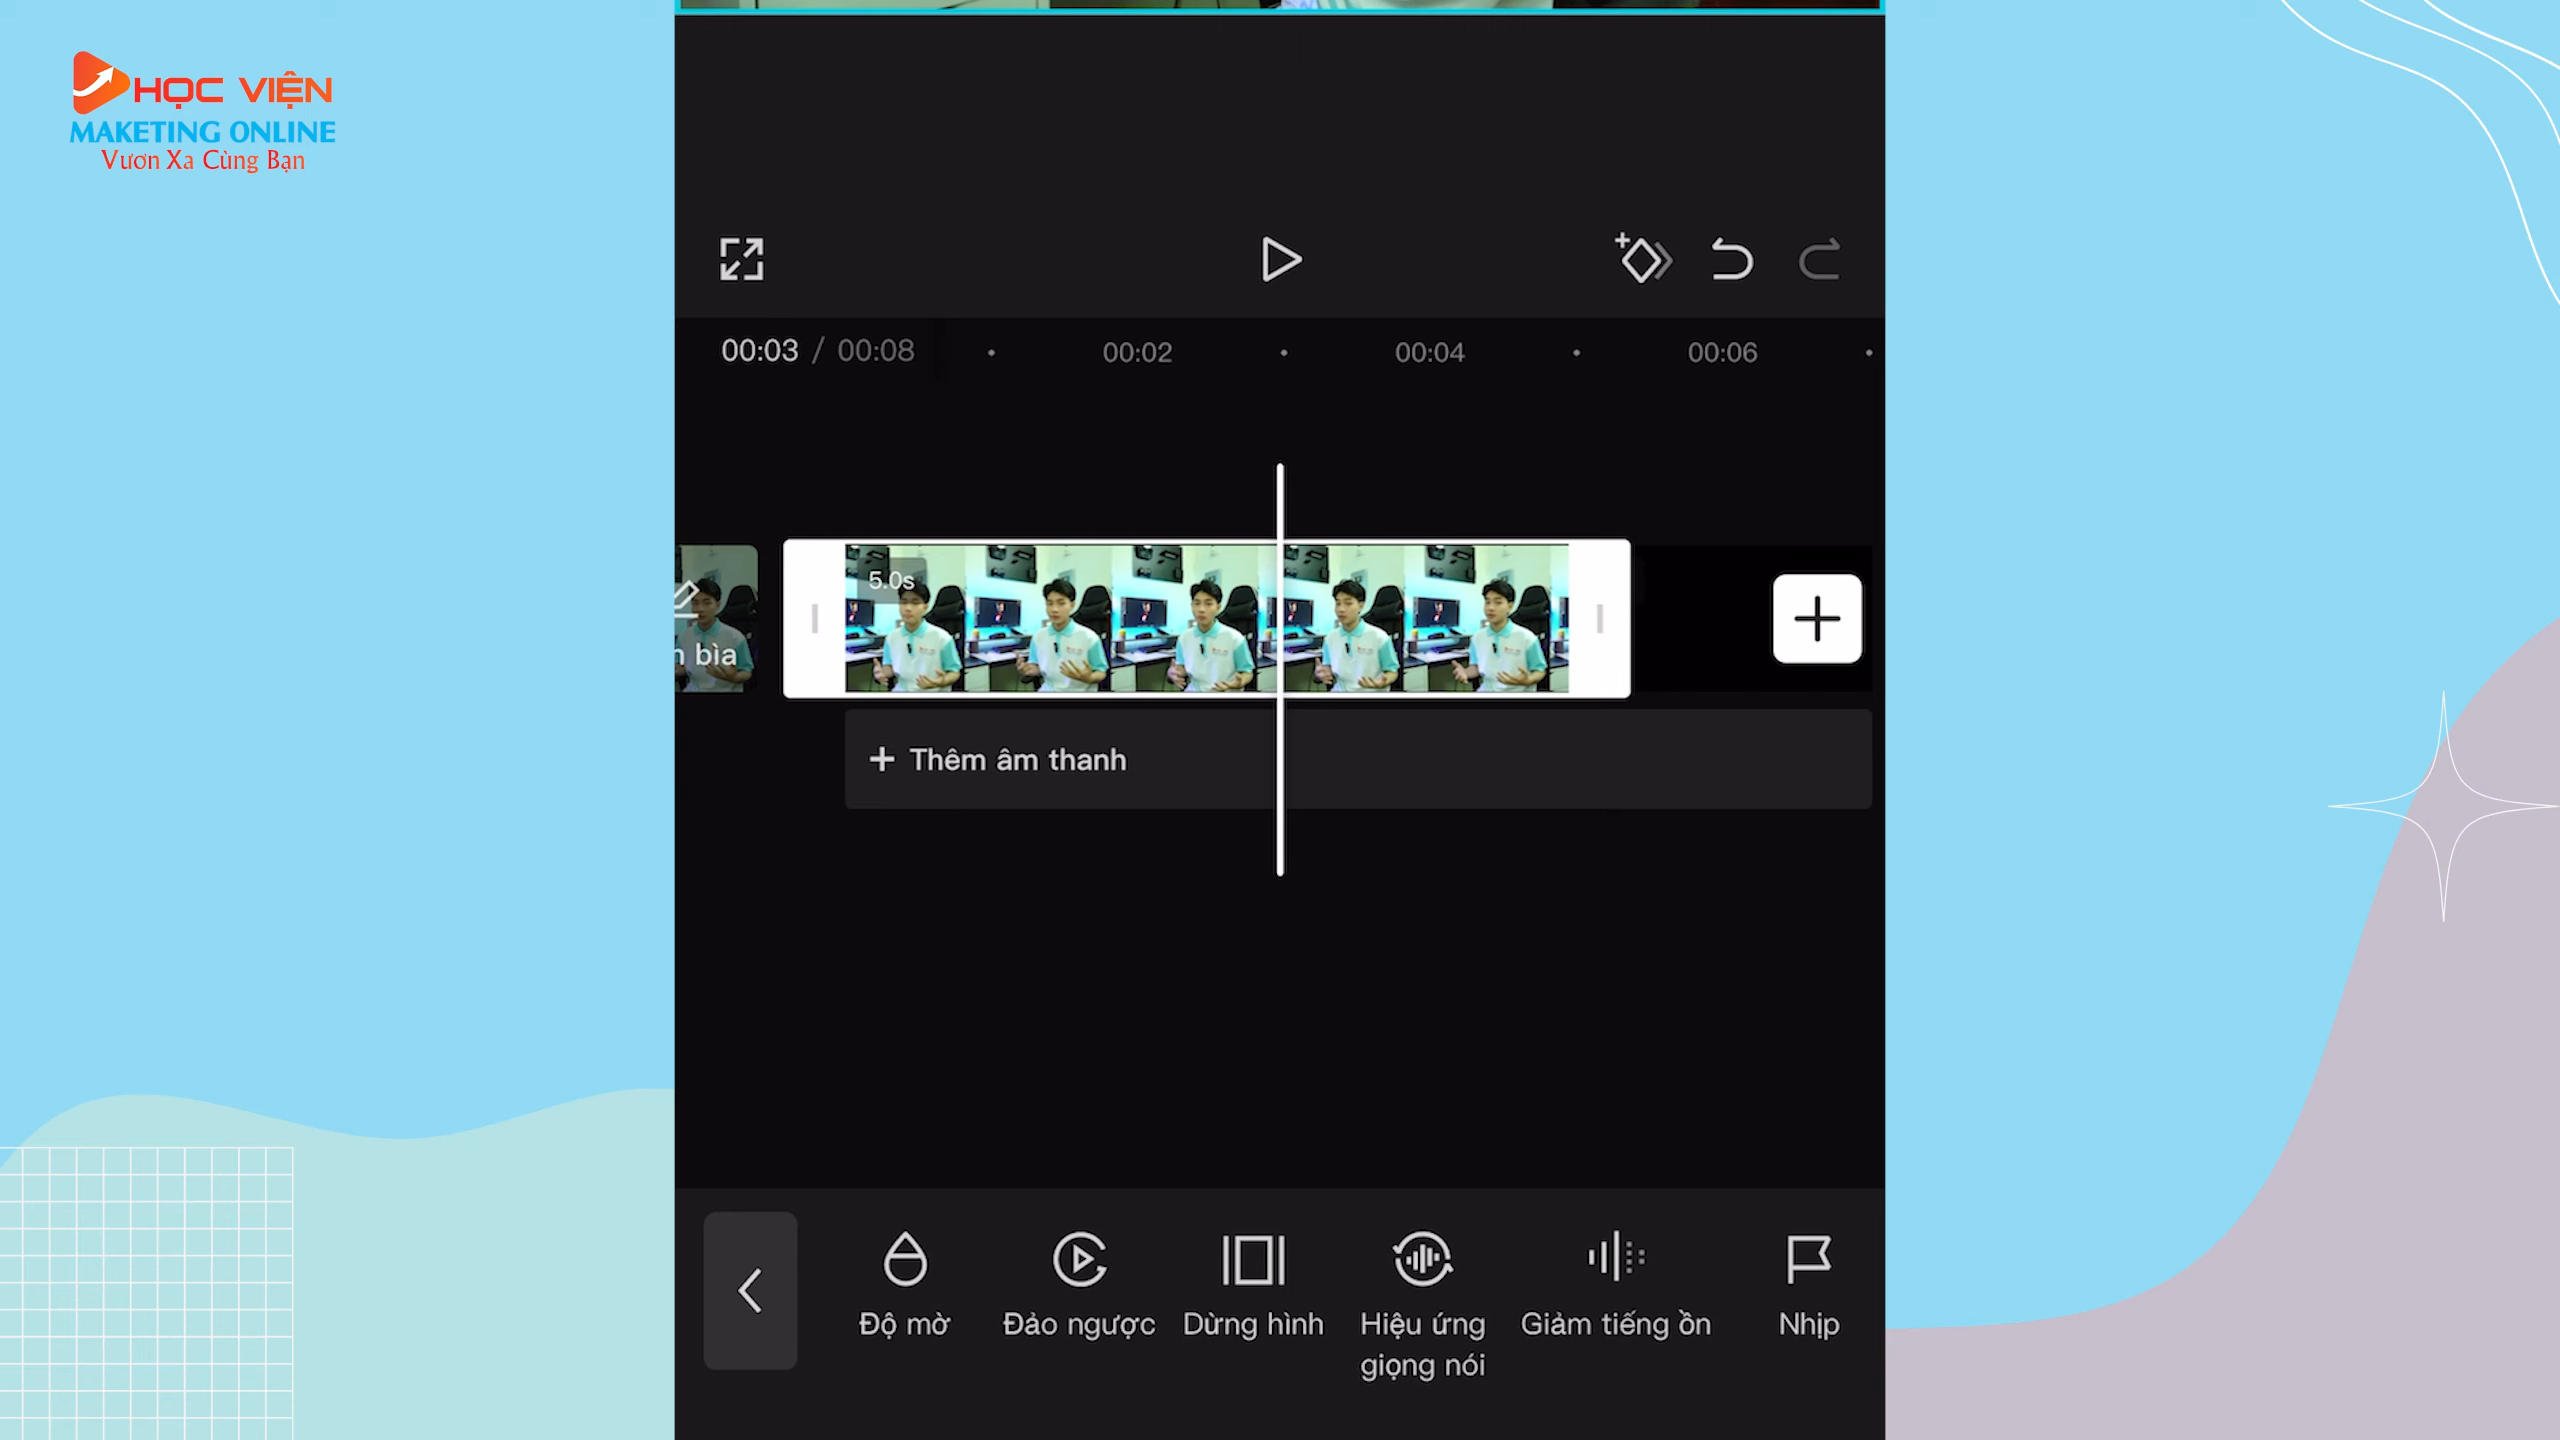 HỌC VIỆN
MAKETING ONLINE
Vươn Xa Cùng Bạn
00:03 / 00:08
00:02
00:04
00:06
5.0s
bìa
+ Thêm âm thanh
Độ mờ
Đảo ngược
Dừng hình
Hiệu ứng
giọng nói
Giảm tiếng ồn
Nhịp